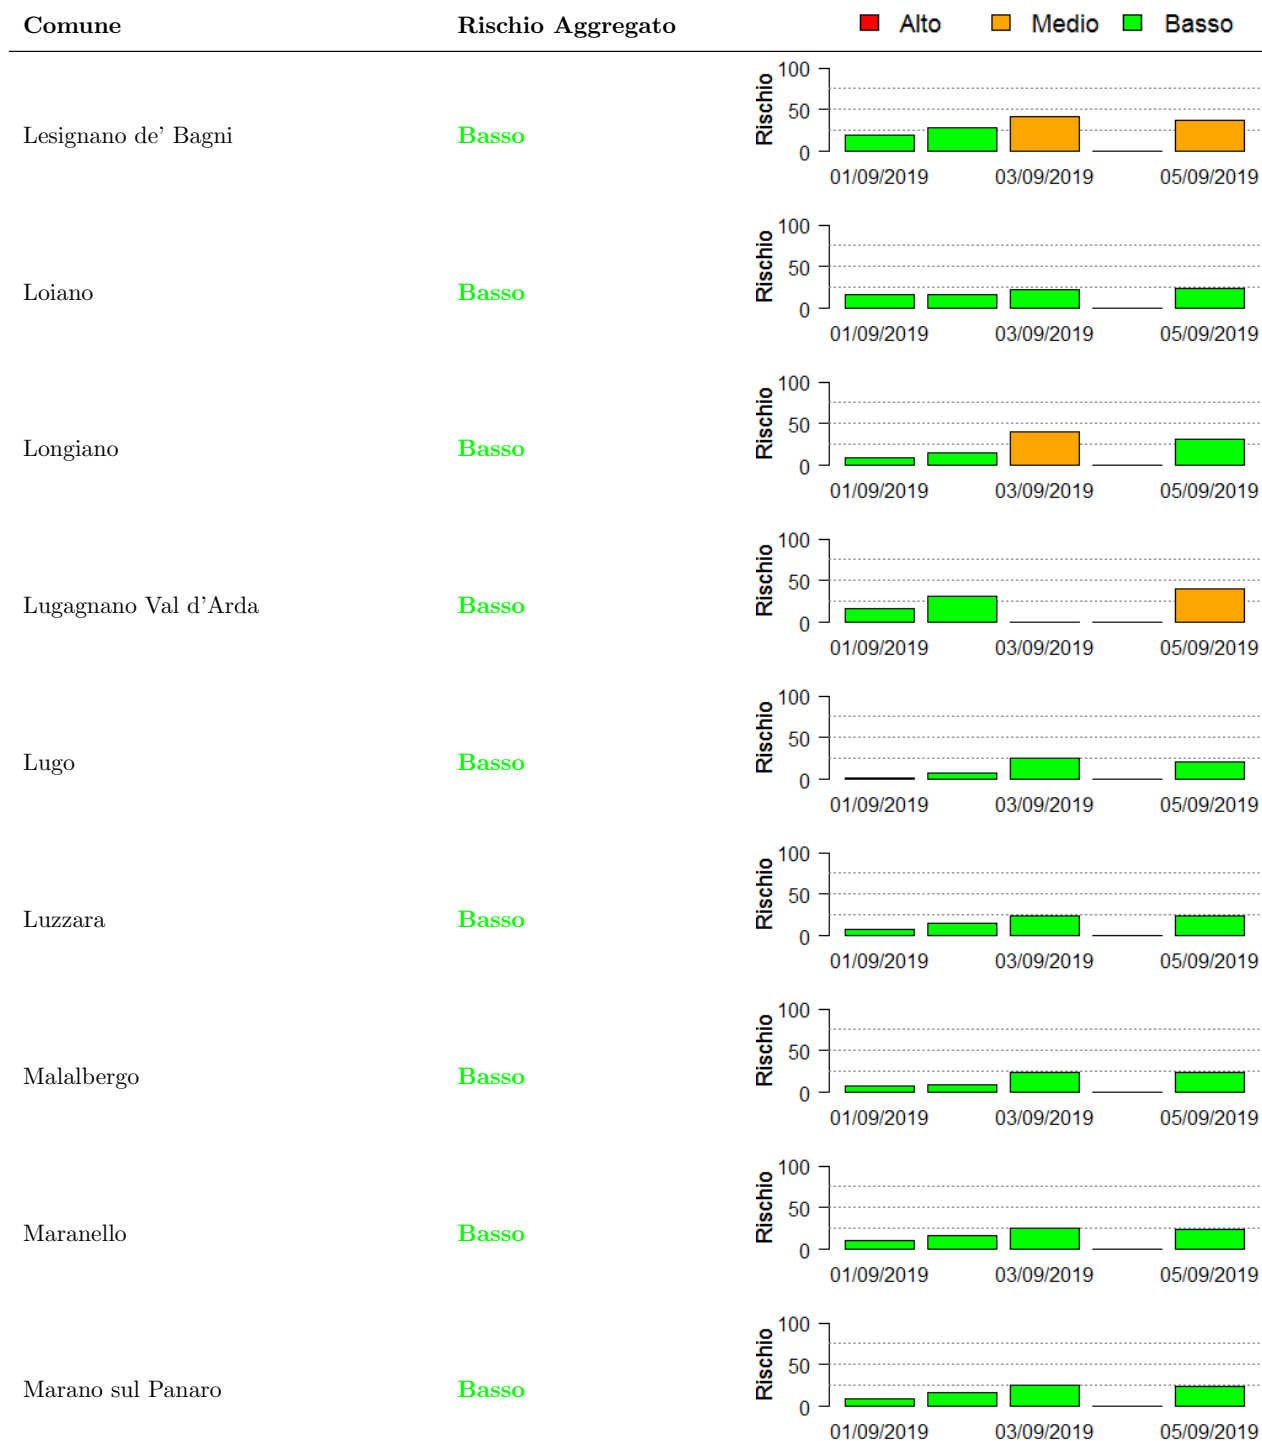 Comune Rischio Aggregato Alto Medio Basso
Lesignano de' Bagni Basso Rischio 100 50 0
01/09/2019 03/09/2019 05/09/2019
Loiano Basso Rischio 100 50 0
01/09/2019 03/09/2019 05/09/2019
Longiano Basso Rischio 100 50 0
01/09/2019 03/09/2019 05/09/2019
Lugagnano Val d'Arda Basso Rischio 100 50 0
01/09/2019 03/09/2019 05/09/2019
Lugo Basso Rischio 100 50 0
01/09/2019 03/09/2019 05/09/2019
Luzzara Basso Rischio 100 50 0
01/09/2019 03/09/2019 05/09/2019
Malalbergo Basso Rischio 100 50 0
01/09/2019 03/09/2019 05/09/2019
Maranello Basso Rischio 100 50 0
01/09/2019 03/09/2019 05/09/2019
Marano sul Panaro Basso Rischio 100 50 0
01/09/2019 03/09/2019 05/09/2019